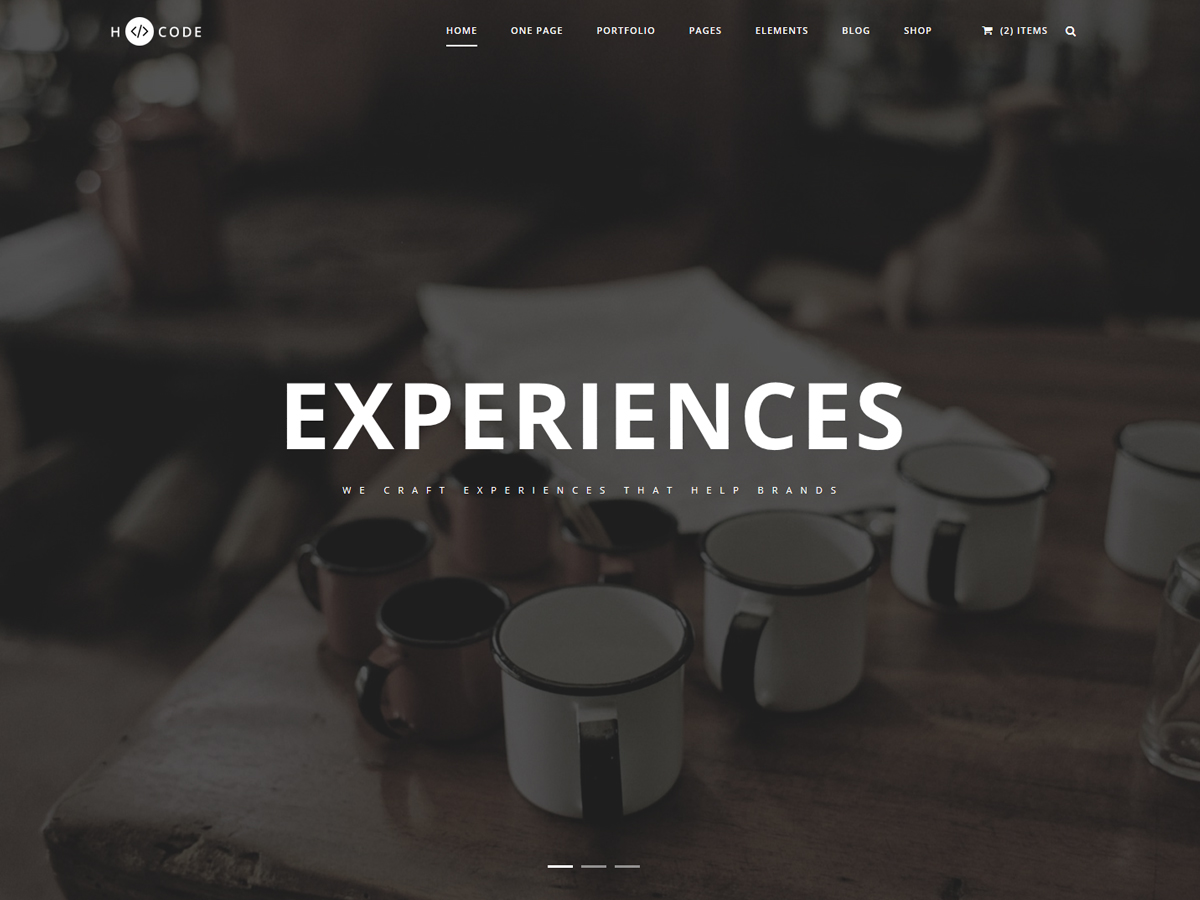 H </> CODE
HOME ONE PAGE PORTFOLIO PAGES ELEMENTS BLOG SHOP (2) ITEMS
EXPERIENCES
WE CRAFT EXPERIENCES THAT HELP BRANDS